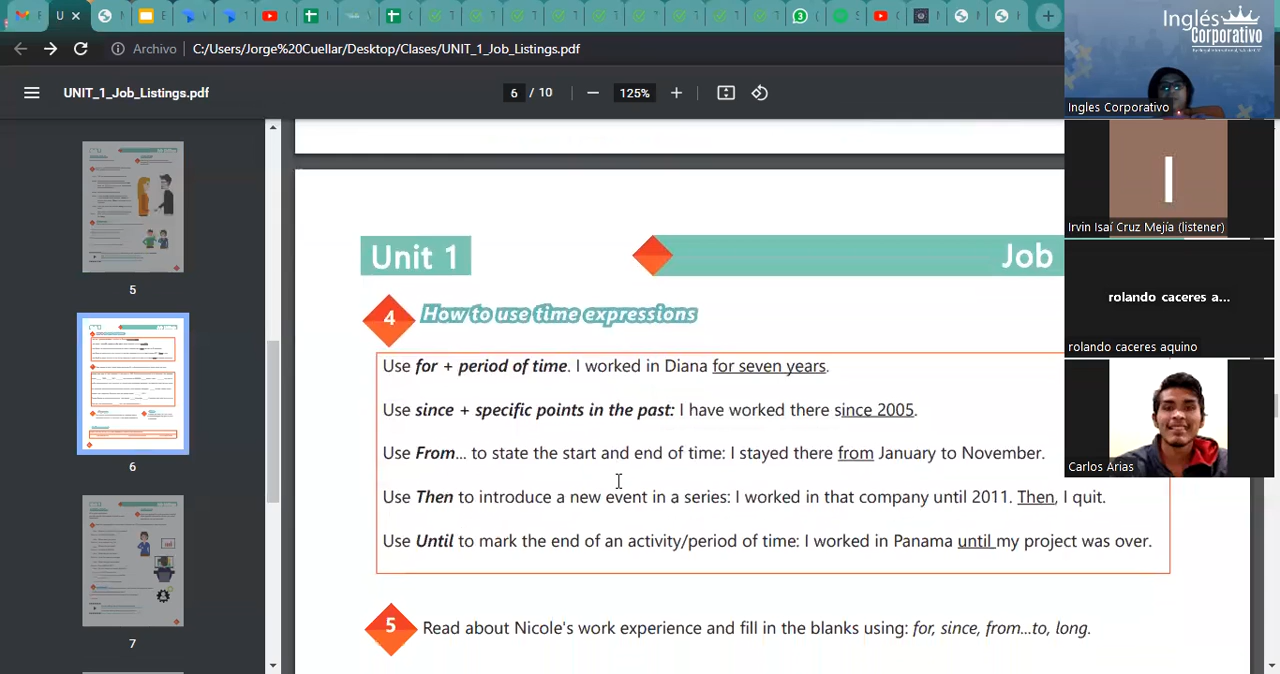 U
3
Archivo
C:/Users/Jorge%20Cuellar/Desktop/Clases/UNIT_1_Job_Listings.pdf
UNIT_1_Job_Listings.pdf
6 / 10
125%
5
6
7
Unit 1
Job
4 How to use time expressions
Use for + period of time. I worked in Diana for seven years.
Use since + specific points in the past: I have worked there since 2005.
Use From... to state the start and end of time: I stayed there from January to November.
Use Then to introduce a new event in a series: I worked in that company until 2011. Then, I quit.
Use Until to mark the end of an activity/period of time: I worked in Panama until my project was over.
5 Read about Nicole's work experience and fill in the blanks using: for, since, from...to, long.
Inglés
Corporativo
Ingles Corporativo
I
Irvin Isaí Cruz Mejía (listener)
rolando caceres a...
rolando caceres aquino
Carlos Arias